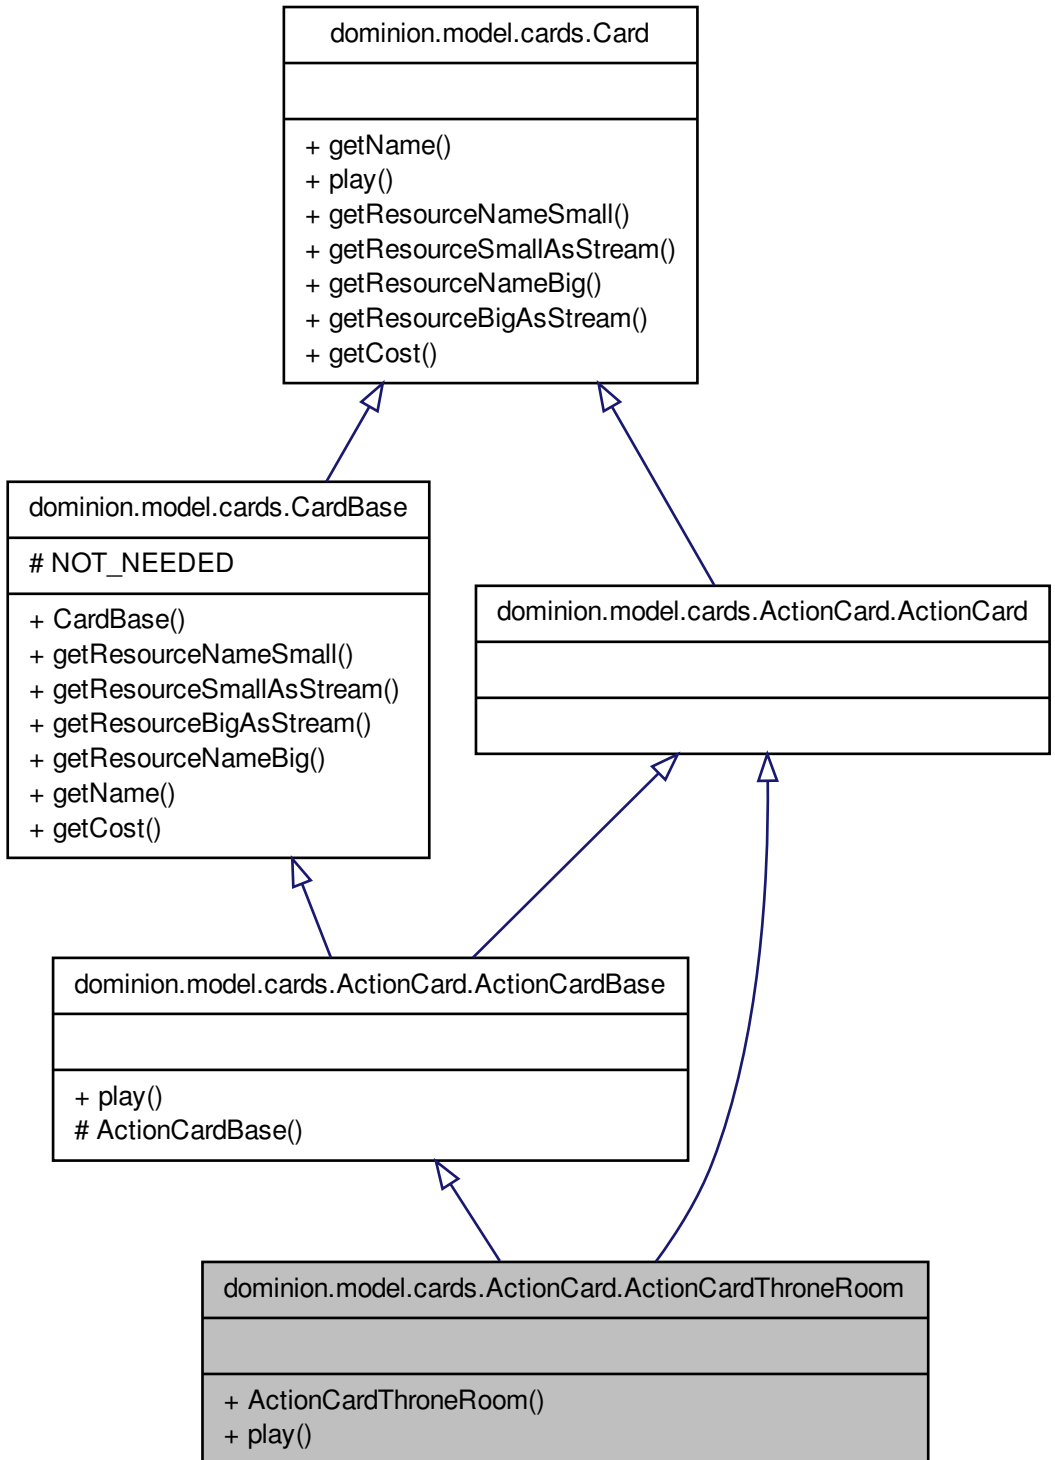 dominion.model.cards.Card
+ getName()
+ play()
+ getResourceNameSmall()
+ getResourceSmallAsStream()
+ getResourceNameBig()
+ getResourceBigAsStream()
+ getCost()
dominion.model.cards.CardBase
# NOT_NEEDED
+ CardBase()
+ getResourceNameSmall()
+ getResourceSmallAsStream()
+ getResourceBigAsStream()
+ getResourceNameBig()
+ getName()
+ getCost()
dominion.model.cards.ActionCard.ActionCard
dominion.model.cards.ActionCard.ActionCardBase
+ play()
# ActionCardBase()
dominion.model.cards.ActionCard.ActionCardThroneRoom
+ ActionCardThroneRoom()
+ play()